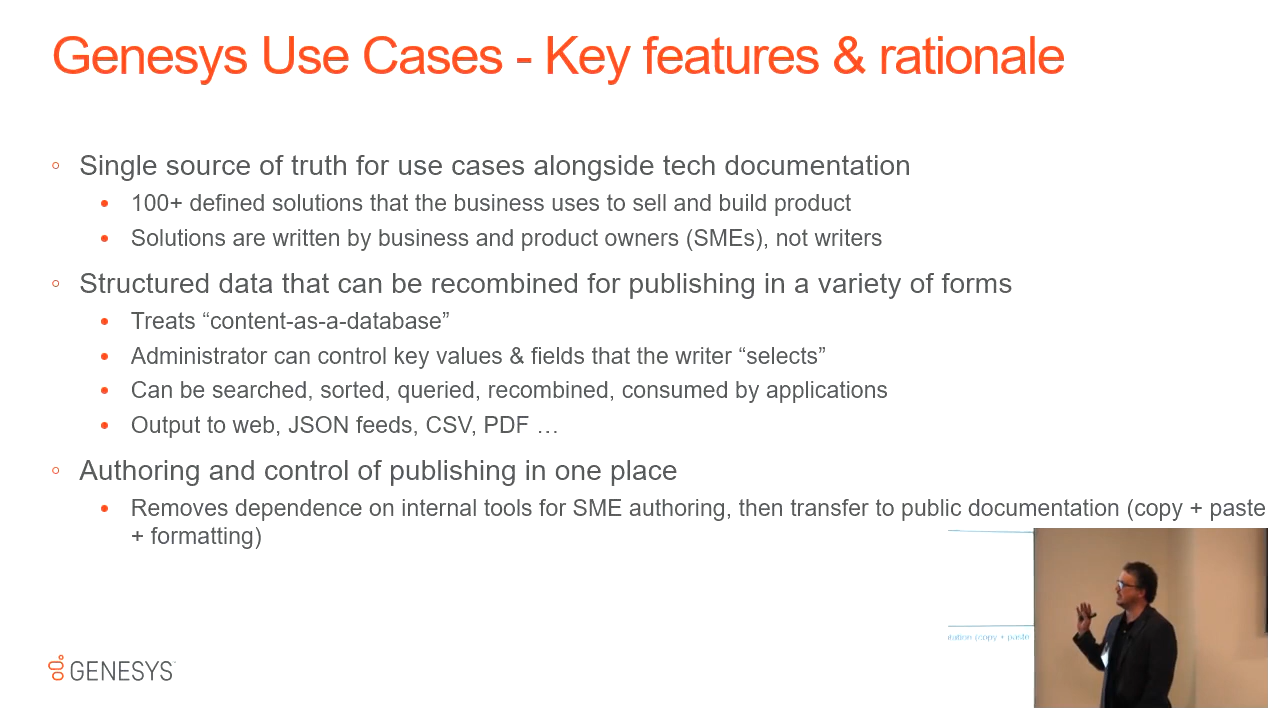 Genesys Use Cases - Key features & rationale
Single source of truth for use cases alongside tech documentation
100+ defined solutions that the business uses to sell and build product
Solutions are written by business and product owners (SMEs), not writers
Structured data that can be recombined for publishing in a variety of forms
Treats “content-as-a-database”
Administrator can control key values & fields that the writer “selects”
Can be searched, sorted, queried, recombined, consumed by applications
Output to web, JSON feeds, CSV, PDF …
Authoring and control of publishing in one place
Removes dependence on internal tools for SME authoring, then transfer to public documentation (copy + paste
+ formatting)
(copy + paste
GENESYS